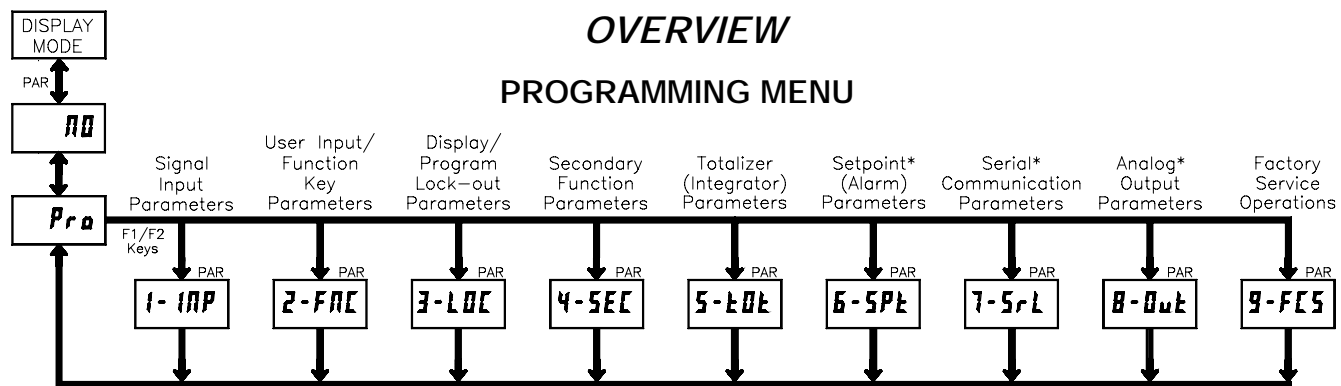 OVERVIEW
PROGRAMMING MENU
DISPLAY
MODE
PAR
NO
Pro
F1/F2
Keys
Signal
Input
Parameters
User Input/
Function
Key
Parameters
Display/
Program
Lock-out
Parameters
Secondary
Function
Parameters
Totalizer
(Integrator)
Parameters
Setpoint*
(Alarm)
Parameters
Serial*
Communication
Parameters
Analog*
Output
Parameters
Factory
Service
Operations
PAR
PAR
PAR
PAR
PAR
PAR
PAR
PAR
PAR
1-INP
2-FNC
3-LOC
4-SEC
5-tOt
6-SPt
7-SrL
8-Out
9-FCS